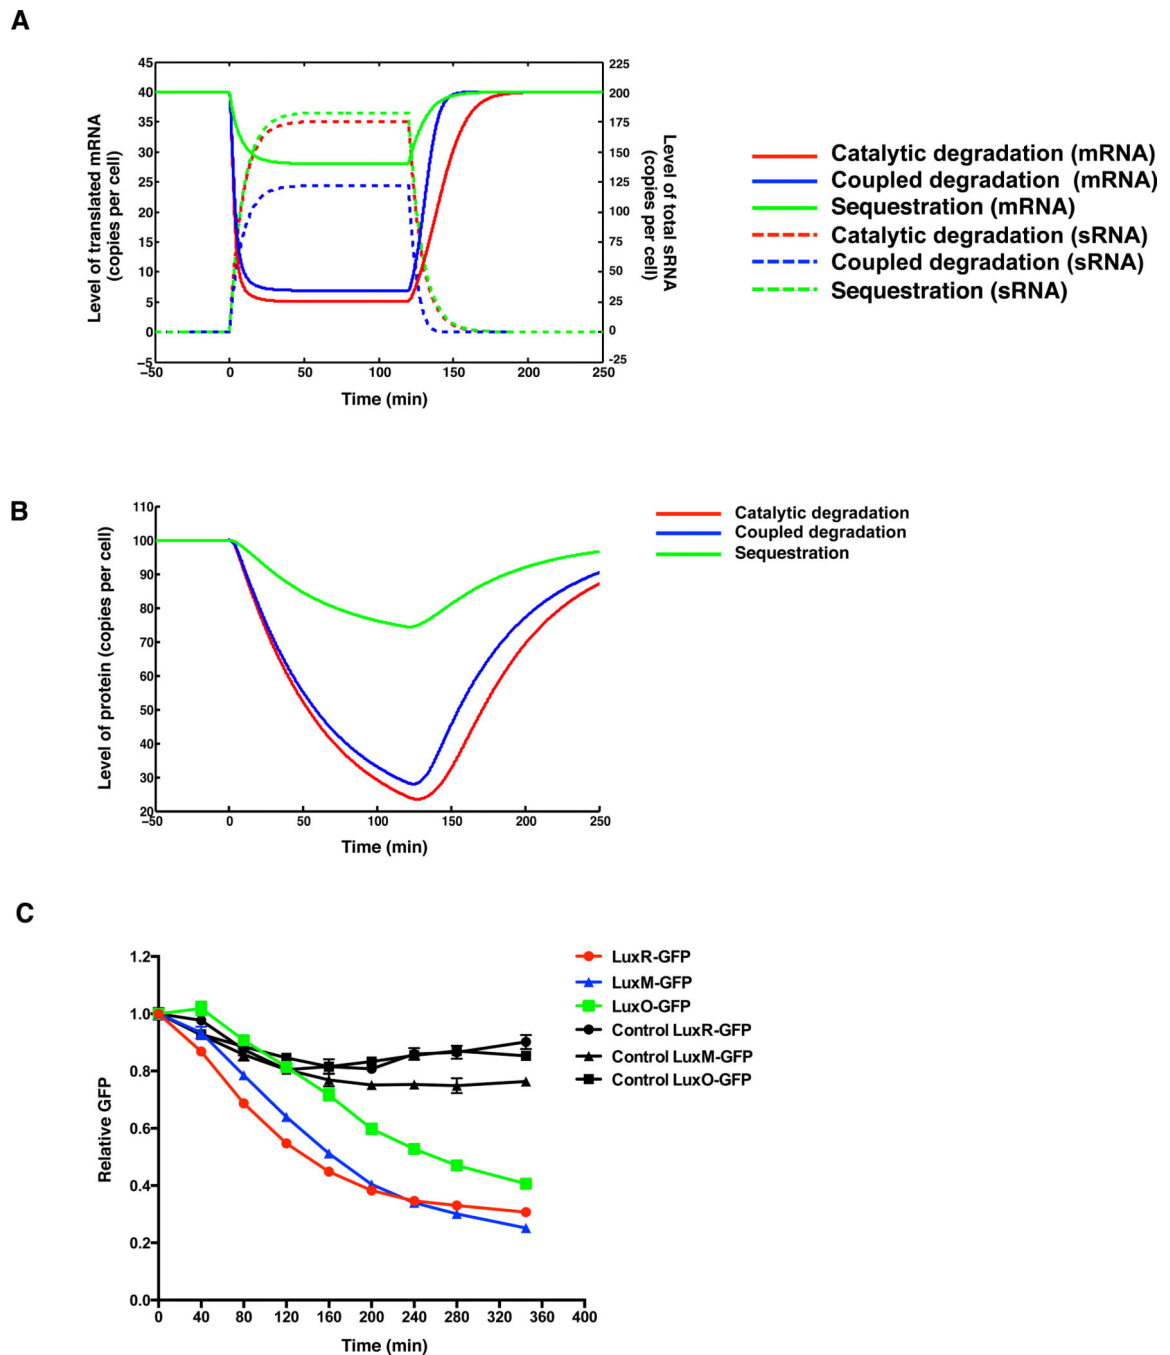 A
Level of translated mRNA
(copies per cell)
45
40
35
30
25
20
15
10
5
0
−5
225
200
175
150
125
100
75
50
25
0
-25
Level of total sRNA
(copies per cell)
−50 0 50 100 150 200 250
Time (min)
Catalytic degradation (mRNA)
Coupled degradation (mRNA)
Sequestration (mRNA)
Catalytic degradation (sRNA)
Coupled degradation (sRNA)
Sequestration (sRNA)
B
Level of protein (copies per cell)
110
100
90
80
70
60
50
40
30
20
−50 0 50 100 150 200 250
Time (min)
Catalytic degradation
Coupled degradation
Sequestration
C
Relative GFP
1.2
1.0
0.8
0.6
0.4
0.2
0.0
0 40 80 120 160 200 240 280 320 360 400
Time (min)
LuxR-GFP
LuxM-GFP
LuxO-GFP
Control LuxR-GFP
Control LuxM-GFP
Control LuxO-GFP